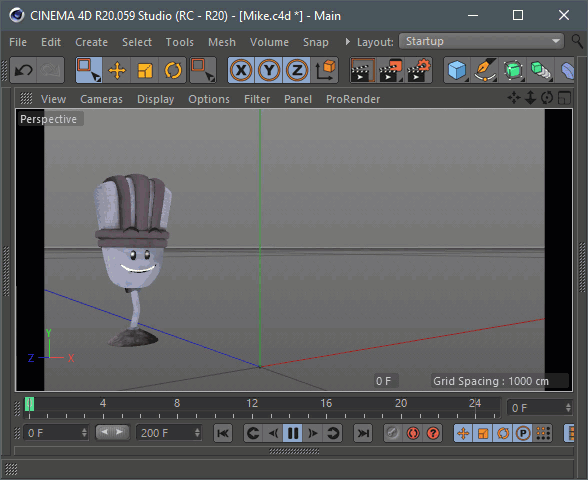 CINEMA 4D R20.059 Studio (RC - R20) - [Mike.c4d *] - Main
File Edit Create Select Tools Mesh Volume Snap Layout: Startup
X Y Z
View Cameras Display Options Filter Panel ProRender
Perspective
Y
Z X
0 F Grid Spacing : 1000 cm
0 4 8 12 16 20 24 0 F
0 F 200 F P